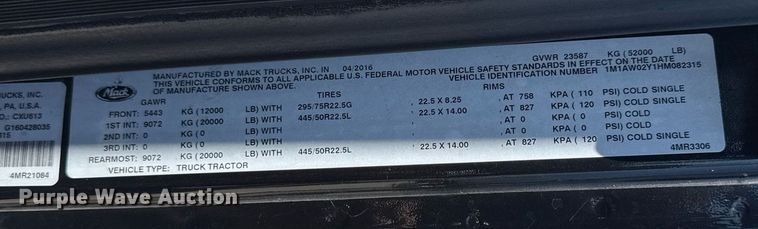 MANUFACTURED BY MACK TRUCKS, INC. IN 04/2016 GVWR 23587 KG (52000 LB)
THIS VEHICLE CONFORMS TO ALL APPLICABLE U.S. FEDERAL MOTOR VEHICLE SAFETY STANDARDS IN EFFECT ON THE DATE
OF MANUFACTURE SHOWN ABOVE. VEHICLE IDENTIFICATION NUMBER 1M1AW02Y1HM082315
Mack
GAWR TIRES RIMS
FRONT: 5443 KG (12000 LB) WITH 295/75R22.5G , 22.5 X 8.25 , AT 758 KPA ( 110 PSI) COLD SINGLE
1ST INT: 9072 KG (20000 LB) WITH 445/50R22.5L , 22.5 X 14.00 , AT 827 KPA ( 120 PSI) COLD SINGLE
2ND INT: 0 KG (0 LB) WITH , , AT 0 KPA ( 0 PSI) COLD
3RD INT: 0 KG (0 LB) WITH , , AT 0 KPA ( 0 PSI) COLD
REARMOST: 9072 KG (20000 LB) WITH 445/50R22.5L , 22.5 X 14.00 , AT 827 KPA ( 120 PSI) COLD SINGLE
VEHICLE TYPE: TRUCK TRACTOR 4MR3306
TRUCKS, INC.
PA, U.S.A.
CXU613
G160428035
4MR21084
Purple Wave Auction